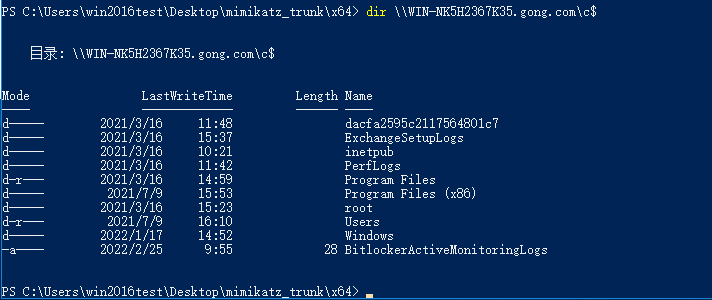 PS C:\Users\win2016test\Desktop\mimikatz_trunk\x64> dir \\WIN-NK5H2367K35.gong.com\c$
目录: \\WIN-NK5H2367K35.gong.com\c$
Mode LastWriteTime Length Name
---- ------------- ------ ----
d----- 2021/3/16 11:48 dacfa2595c2117564801c7
d----- 2021/3/16 15:37 ExchangeSetupLogs
d----- 2021/3/16 10:21 inetpub
d----- 2021/3/16 11:42 PerfLogs
d-r--- 2021/3/16 14:59 Program Files
d----- 2021/7/9 15:53 Program Files (x86)
d----- 2021/3/16 15:23 root
d-r--- 2021/7/9 16:10 Users
d----- 2022/1/17 14:52 Windows
-a---- 2022/2/25 9:55 28 BitlockerActiveMonitoringLogs
PS C:\Users\win2016test\Desktop\mimikatz_trunk\x64>